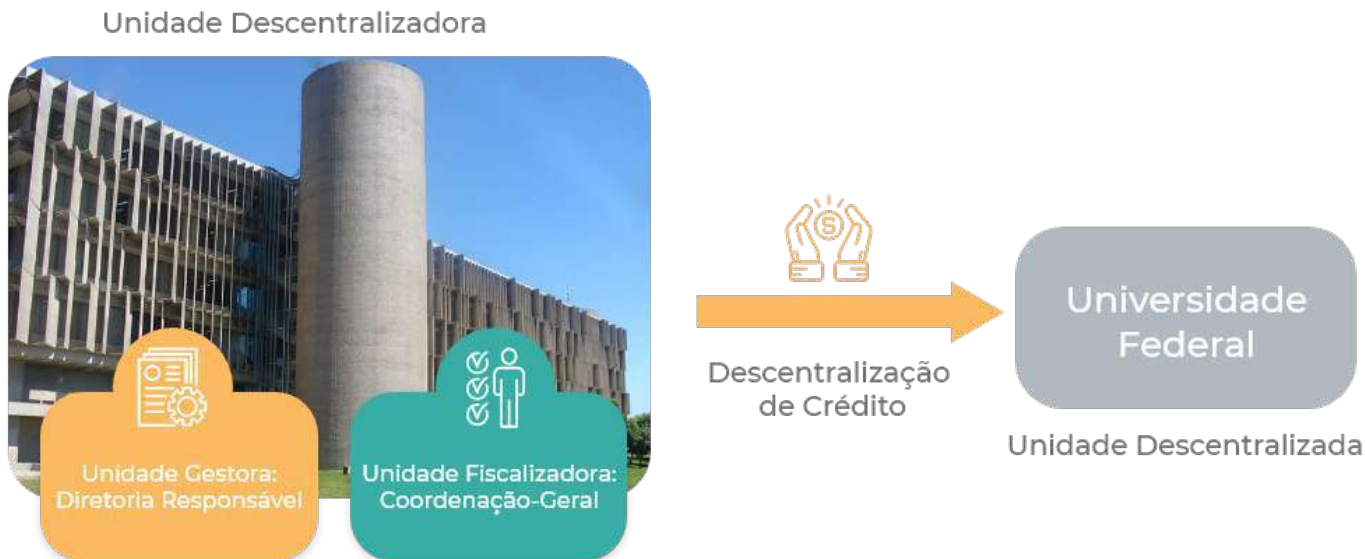 Unidade Descentralizadora
Unidade Gestora:
Diretoria Responsável
Unidade Fiscalizadora:
Coordenação-Geral
S
Descentralização
de Crédito
Universidade
Federal
Unidade Descentralizada